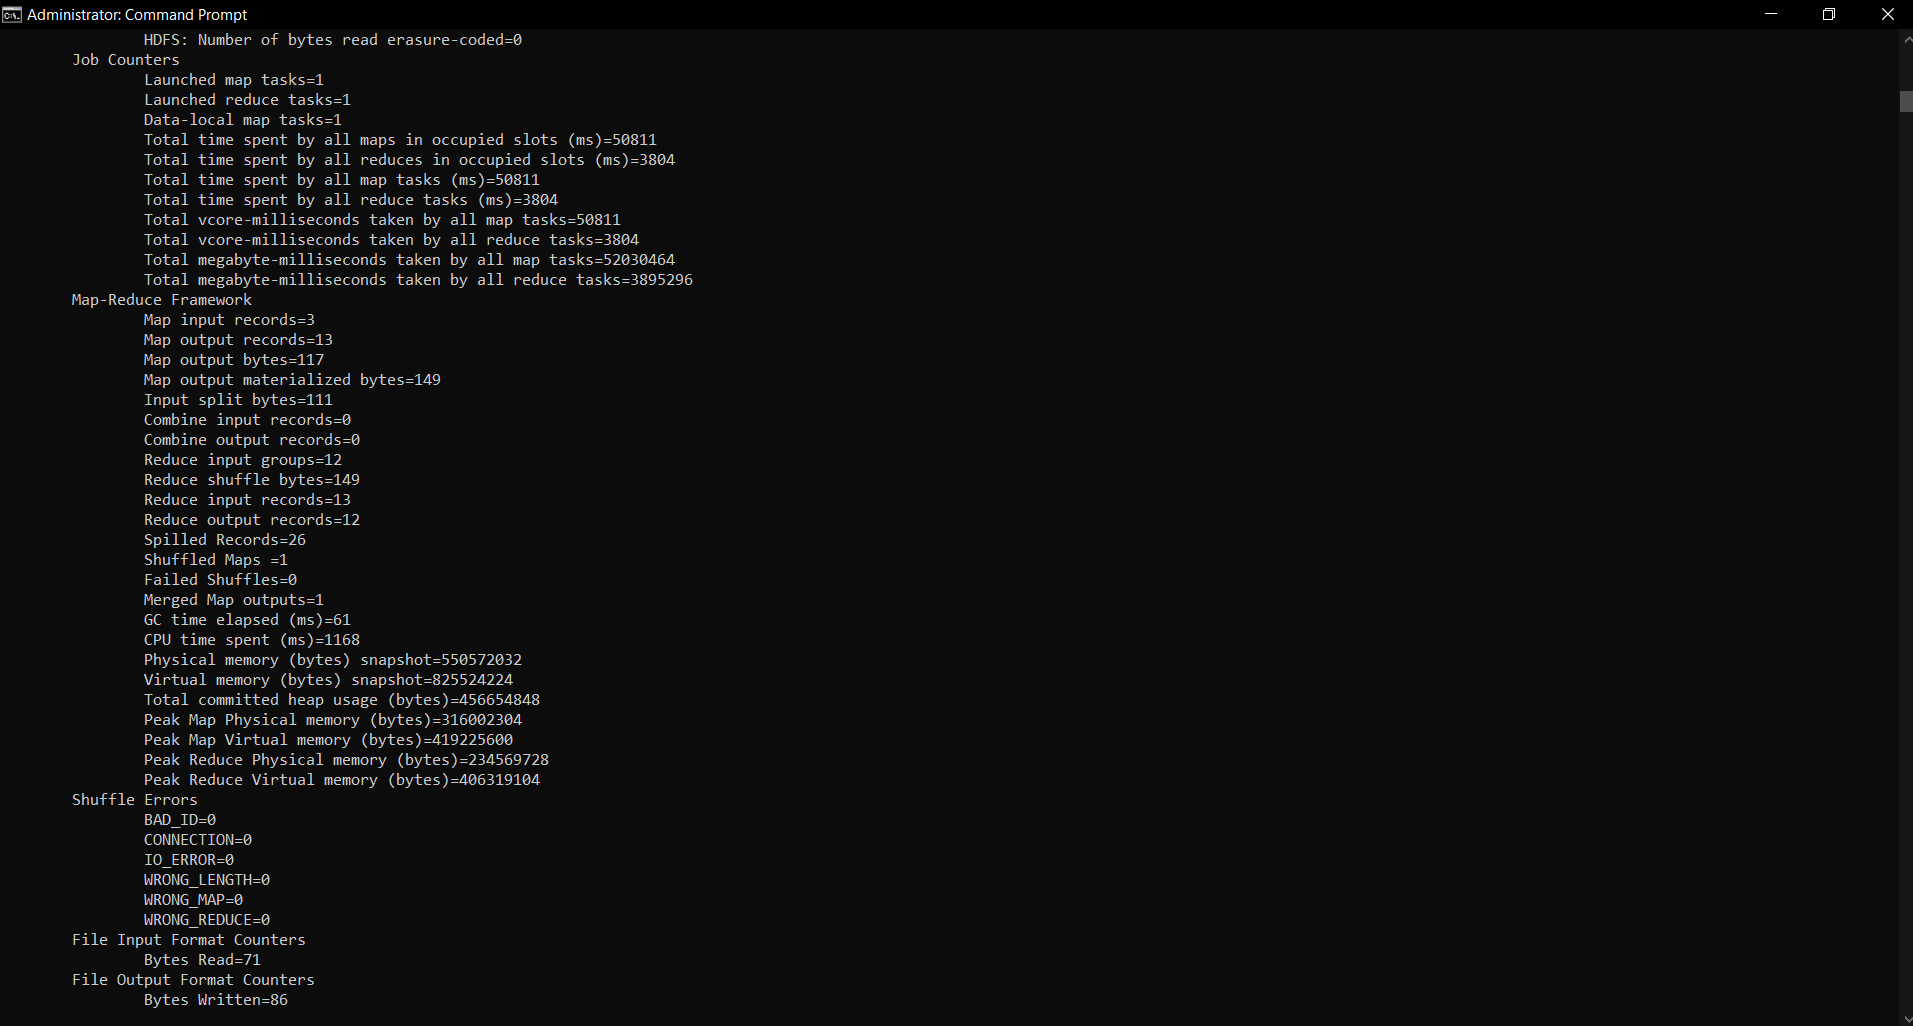 Administrator: Command Prompt
HDFS: Number of bytes read erasure-coded=0
Job Counters
Launched map tasks=1
Launched reduce tasks=1
Data-local map tasks=1
Total time spent by all maps in occupied slots (ms)=50811
Total time spent by all reduces in occupied slots (ms)=3804
Total time spent by all map tasks (ms)=50811
Total time spent by all reduce tasks (ms)=3804
Total vcore-milliseconds taken by all map tasks=50811
Total vcore-milliseconds taken by all reduce tasks=3804
Total megabyte-milliseconds taken by all map tasks=52030464
Total megabyte-milliseconds taken by all reduce tasks=3895296
Map-Reduce Framework
Map input records=3
Map output records=13
Map output bytes=117
Map output materialized bytes=149
Input split bytes=111
Combine input records=0
Combine output records=0
Reduce input groups=12
Reduce shuffle bytes=149
Reduce input records=13
Reduce output records=12
Spilled Records=26
Shuffled Maps =1
Failed Shuffles=0
Merged Map outputs=1
GC time elapsed (ms)=61
CPU time spent (ms)=1168
Physical memory (bytes) snapshot=550572032
Virtual memory (bytes) snapshot=825524224
Total committed heap usage (bytes)=456654848
Peak Map Physical memory (bytes)=316002304
Peak Map Virtual memory (bytes)=419225600
Peak Reduce Physical memory (bytes)=234569728
Peak Reduce Virtual memory (bytes)=406319104
Shuffle Errors
BAD_ID=0
CONNECTION=0
IO_ERROR=0
WRONG_LENGTH=0
WRONG_MAP=0
WRONG_REDUCE=0
File Input Format Counters
Bytes Read=71
File Output Format Counters
Bytes Written=86